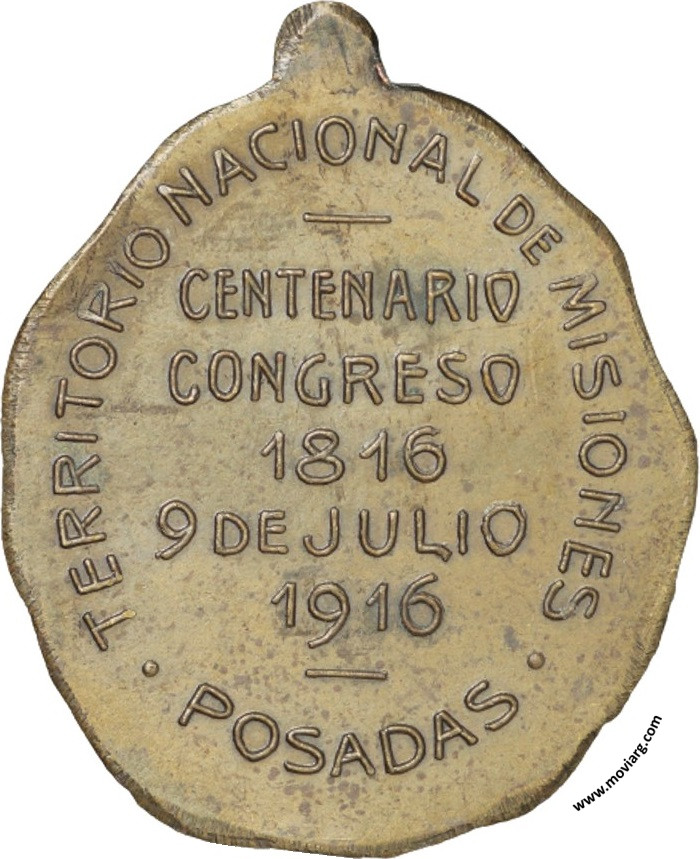 TERRITORIO NACIONAL DE MISIONES
CENTENARIO
CONGRESO
1816
9 DE JULIO
1916
· POSADAS ·
www.moviarg.com